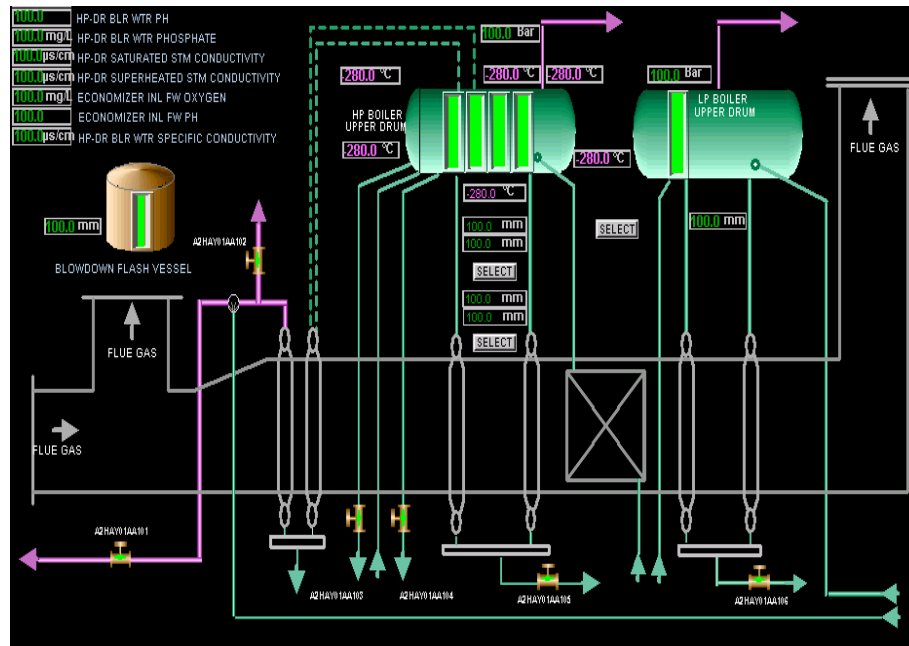 100.0 HP-DR BLR WTR PH
100.0 mg/L HP-DR BLR WTR PHOSPHATE
100.0 µs/cm HP-DR SATURATED STM CONDUCTIVITY
100.0 µs/cm HP-DR SUPERHEATED STM CONDUCTIVITY
100.0 mg/L ECONOMIZER INL FW OXYGEN
100.0 ECONOMIZER INL FW PH
100.0 µs/cm HP-DR BLR WTR SPECIFIC CONDUCTIVITY
100.0 Bar
-280.0 °C
-280.0 °C
-280.0 °C
100.0 Bar
HP BOILER
UPPER DRUM
LP BOILER
UPPER DRUM
FLUE GAS
-280.0 °C
-280.0 °C
-280.0 °C
100.0 mm
BLOWDOWN FLASH VESSEL
A2HAY01AA102
100.0 mm
100.0 mm
SELECT
100.0 mm
SELECT
100.0 mm
100.0 mm
SELECT
FLUE GAS
FLUE GAS
A2HAY01AA101
A2HAY01AA103
A2HAY01AA104
A2HAY01AA105
A2HAY01AA106